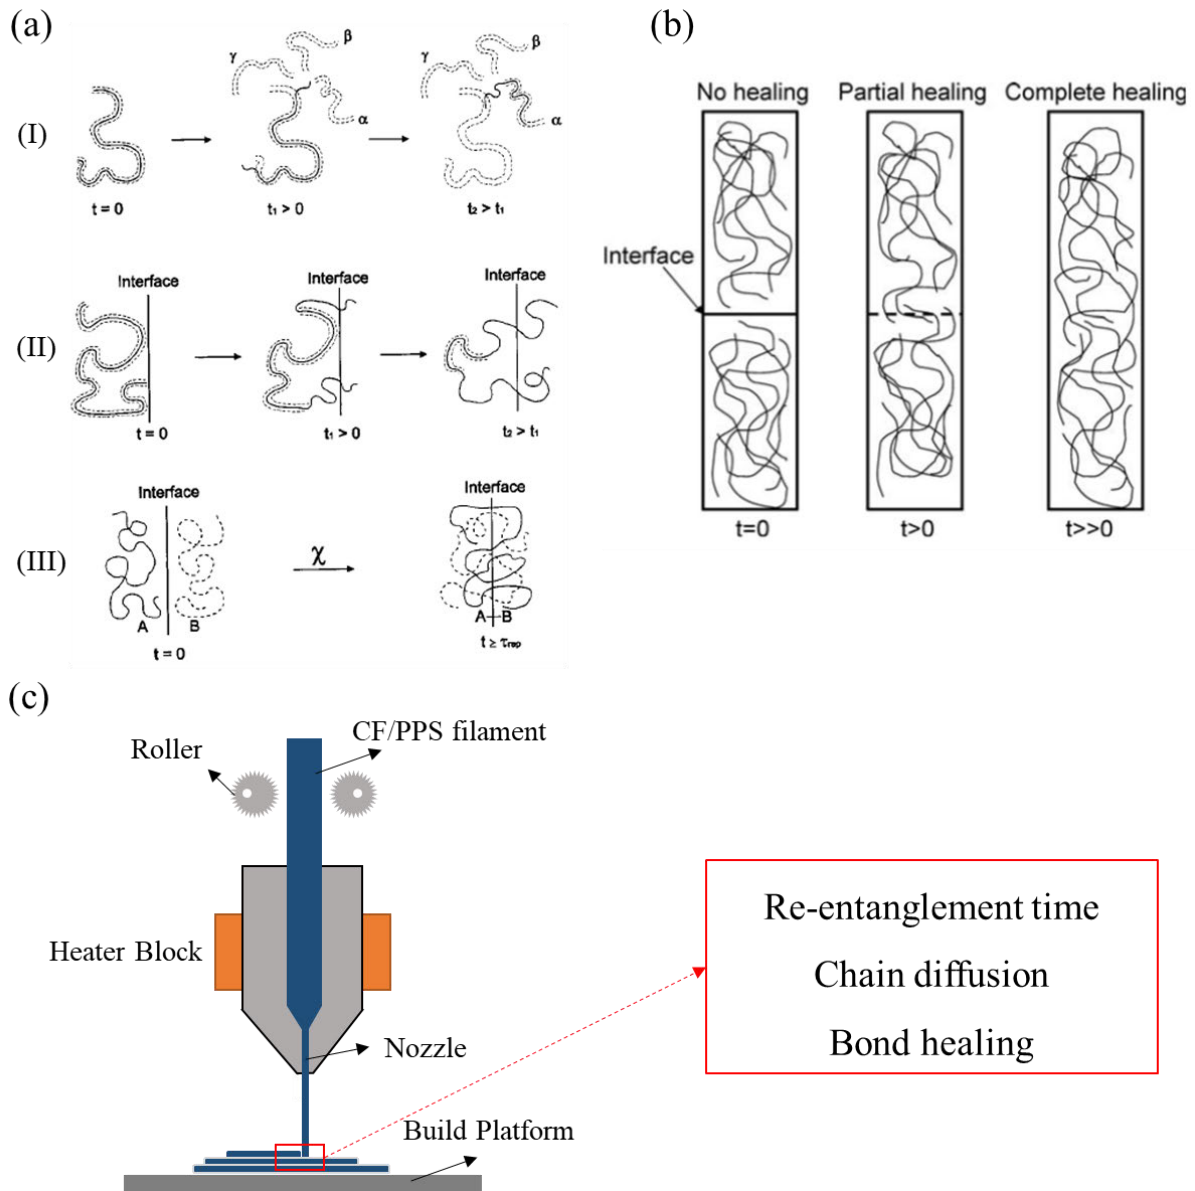 (a)
(I)
γ
β
α
γ
β
α
t = 0
t₁ > 0
t₂ > t₁
(II)
Interface
Interface
Interface
t = 0
t₁ > 0
t₂ > t₁
(III)
Interface
Interface
χ
A
B
A
B
t = 0
t ≥ τrep
(b)
No healing
Partial healing
Complete healing
Interface
t=0
t>0
t>>0
(c)
CF/PPS filament
Roller
Heater Block
Nozzle
Build Platform
Re-entanglement time
Chain diffusion
Bond healing